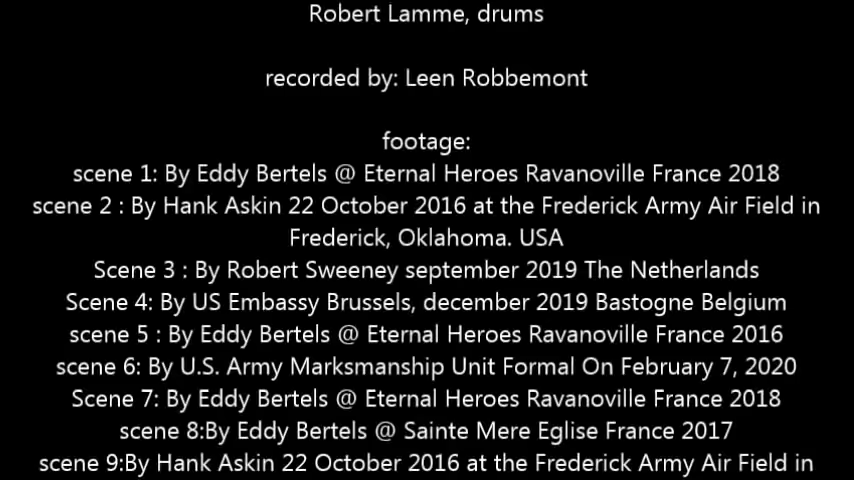 Robert Lamme, drums
recorded by: Leen Robbemont
footage:
scene 1: By Eddy Bertels @ Eternal Heroes Ravanoville France 2018
scene 2 : By Hank Askin 22 October 2016 at the Frederick Army Air Field in
Frederick, Oklahoma. USA
Scene 3 : By Robert Sweeney september 2019 The Netherlands
Scene 4: By US Embassy Brussels, december 2019 Bastogne Belgium
scene 5 : By Eddy Bertels @ Eternal Heroes Ravanoville France 2016
scene 6: By U.S. Army Marksmanship Unit Formal On February 7, 2020
Scene 7: By Eddy Bertels @ Eternal Heroes Ravanoville France 2018
scene 8:By Eddy Bertels @ Sainte Mere Eglise France 2017
scene 9:By Hank Askin 22 October 2016 at the Frederick Army Air Field in